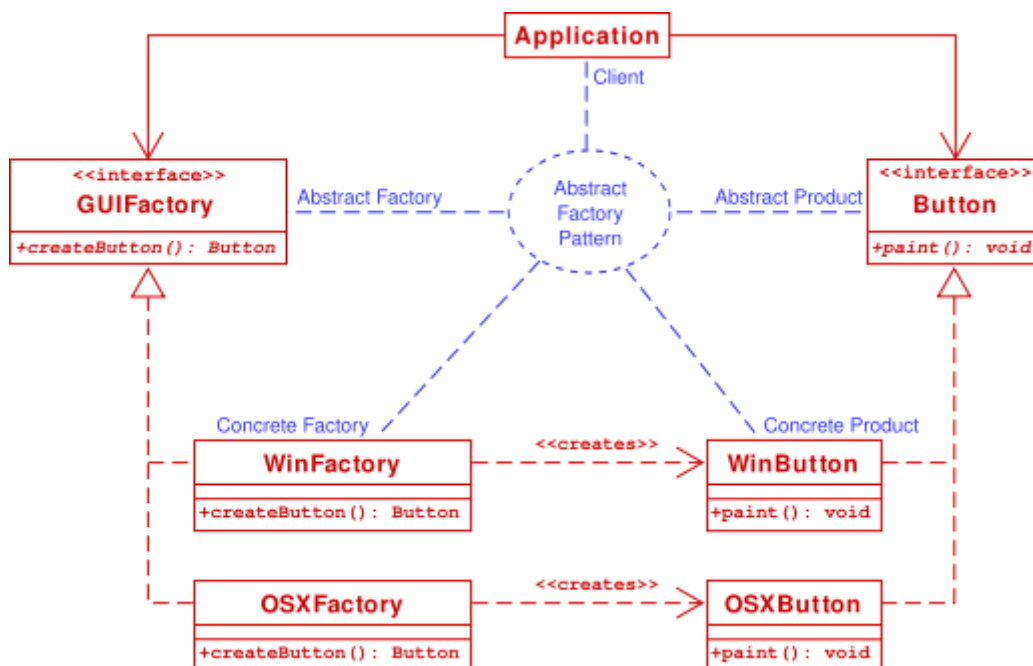 Application
Client
<<interface>>
GUIFactory
+createButton(): Button
Abstract Factory
Abstract
Factory
Pattern
Abstract Product
<<interface>>
Button
+paint(): void
Concrete Factory
WinFactory
+createButton(): Button
<<creates>>
Concrete Product
WinButton
+paint(): void
OSXFactory
+createButton(): Button
<<creates>>
OSXButton
+paint(): void